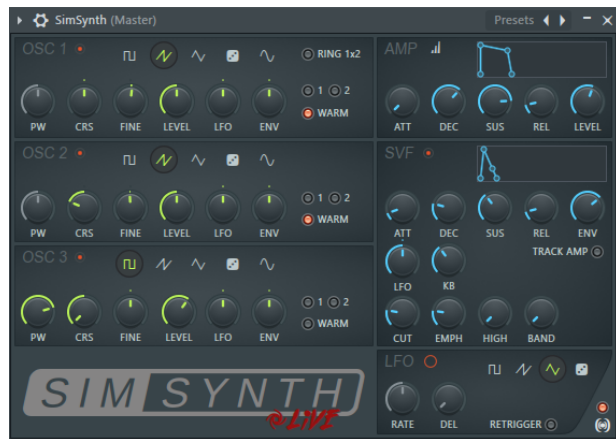 SimSynth (Master)
Presets
OSC 1
RING 1x2
1 2
WARM
PW CRS FINE LEVEL LFO ENV
OSC 2
1 2
WARM
PW CRS FINE LEVEL LFO ENV
OSC 3
1 2
WARM
PW CRS FINE LEVEL LFO ENV
SIMSYNTH
LIVE
AMP
ATT DEC SUS REL LEVEL
SVF
ATT DEC SUS REL ENV
TRACK AMP
LFO KB
CUT EMPH HIGH BAND
LFO
RATE DEL RETRIGGER